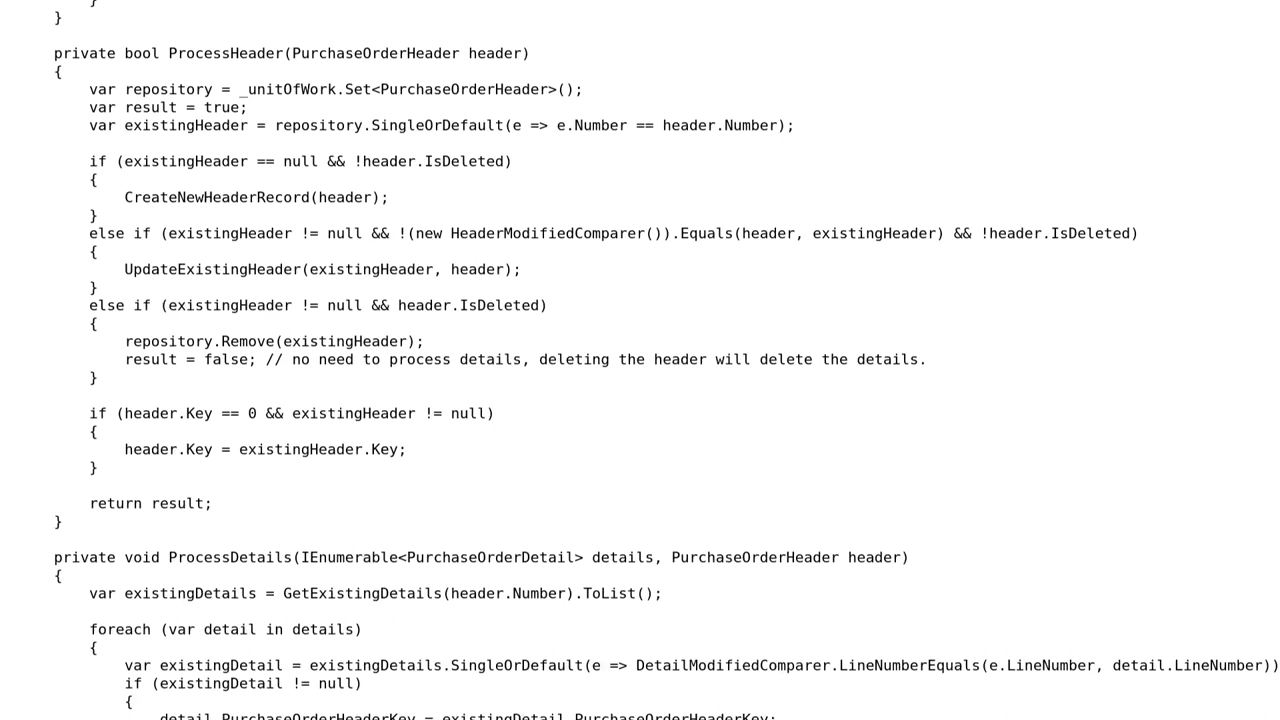 }
}
private bool ProcessHeader(PurchaseOrderHeader header)
{
var repository = _unitOfWork.Set<PurchaseOrderHeader>();
var result = true;
var existingHeader = repository.SingleOrDefault(e => e.Number == header.Number);
if (existingHeader == null && !header.IsDeleted)
{
CreateNewHeaderRecord(header);
}
else if (existingHeader != null && !(new HeaderModifiedComparer()).Equals(header, existingHeader) && !header.IsDeleted)
{
UpdateExistingHeader(existingHeader, header);
}
else if (existingHeader != null && header.IsDeleted)
{
repository.Remove(existingHeader);
result = false; // no need to process details, deleting the header will delete the details.
}
if (header.Key == 0 && existingHeader != null)
{
header.Key = existingHeader.Key;
}
return result;
}
private void ProcessDetails(IEnumerable<PurchaseOrderDetail> details, PurchaseOrderHeader header)
{
var existingDetails = GetExistingDetails(header.Number).ToList();
foreach (var detail in details)
{
var existingDetail = existingDetails.SingleOrDefault(e => DetailModifiedComparer.LineNumberEquals(e.LineNumber, detail.LineNumber))
if (existingDetail != null)
{
detail.PurchaseOrderHeaderKey = existingDetail.PurchaseOrderHeaderKey;